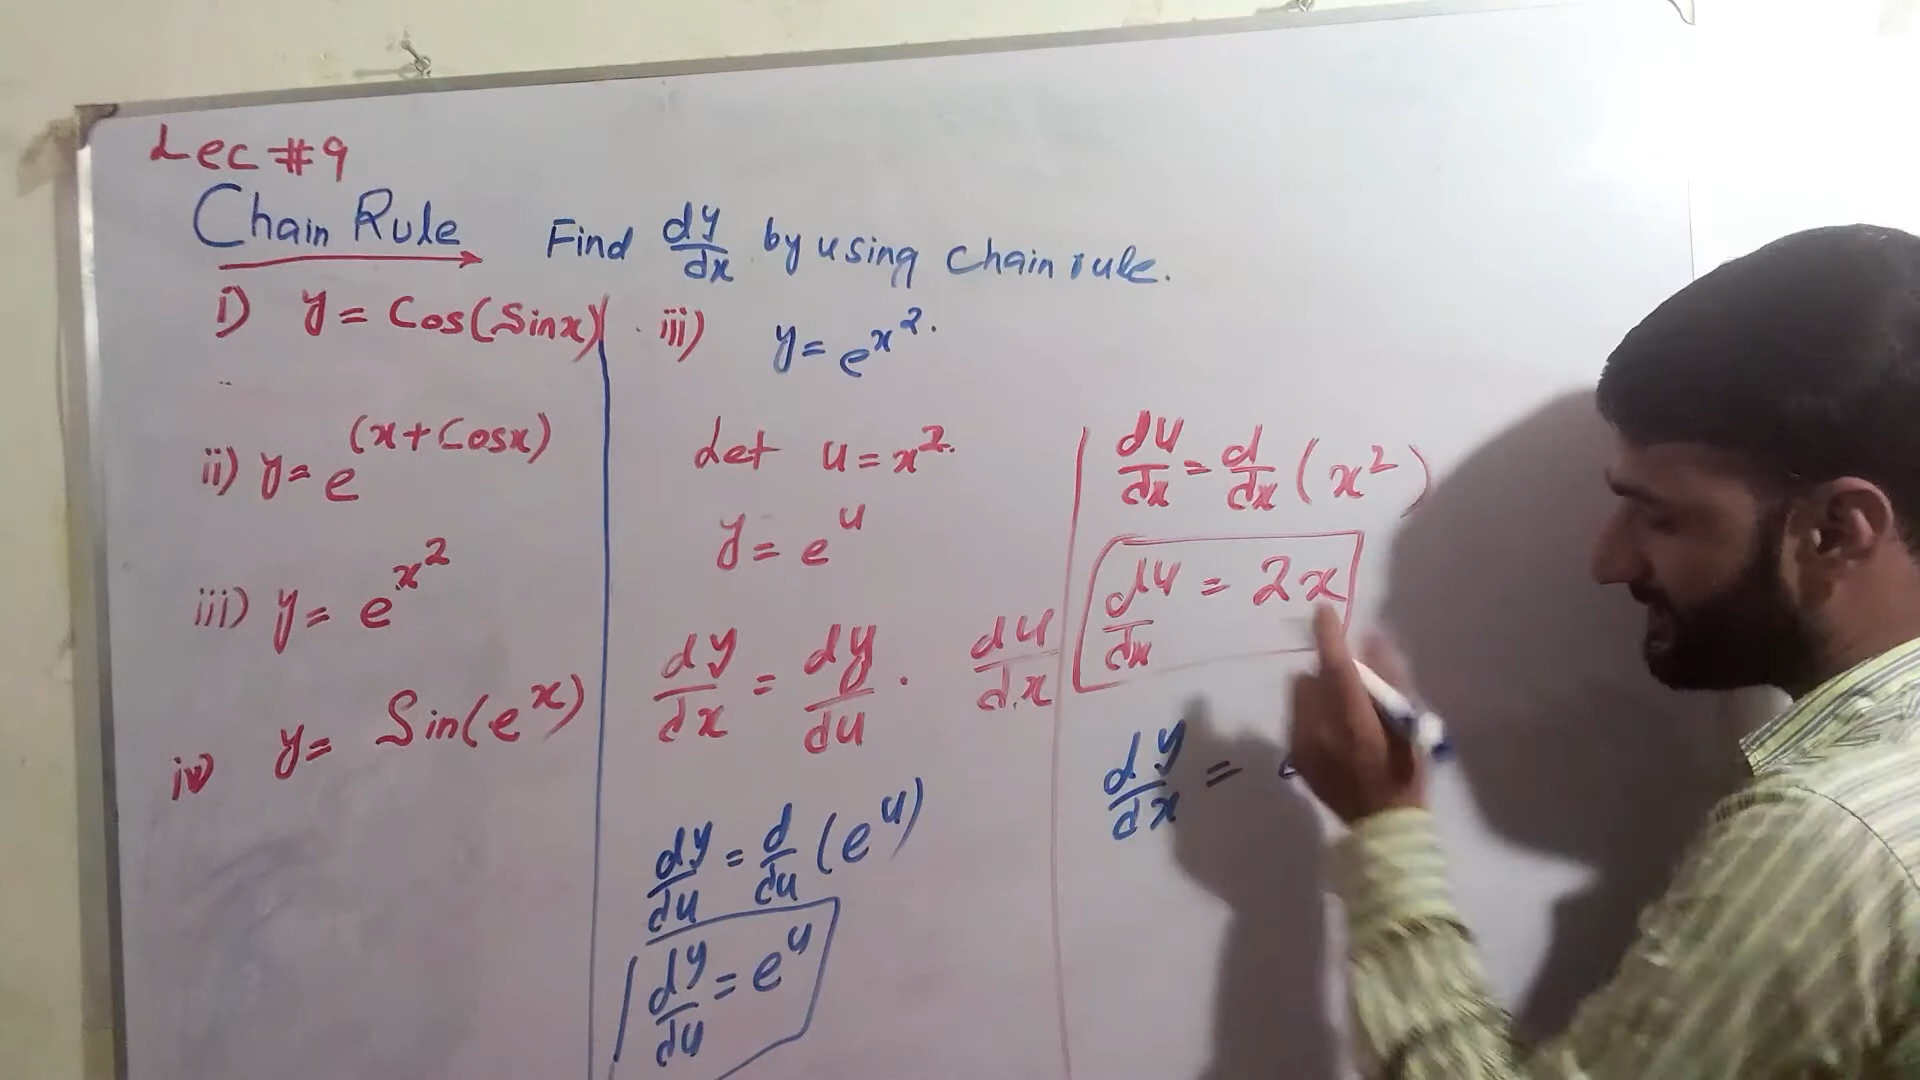 Lec #9
Chain Rule Find dy/dx by using chain rule.
i) y = Cos(Sinx)
ii) y = e^(x+Cosx)
iii) y = e^x^2
iv) y = Sin(e^x)
iii) y = e^x^2.
Let u = x^2.
y = e^u
dy/dx = dy/du . du/dx
dy/du = d/du (e^u)
dy/du = e^u
du/dx = d/dx (x^2)
du/dx = 2x
dy/dx =